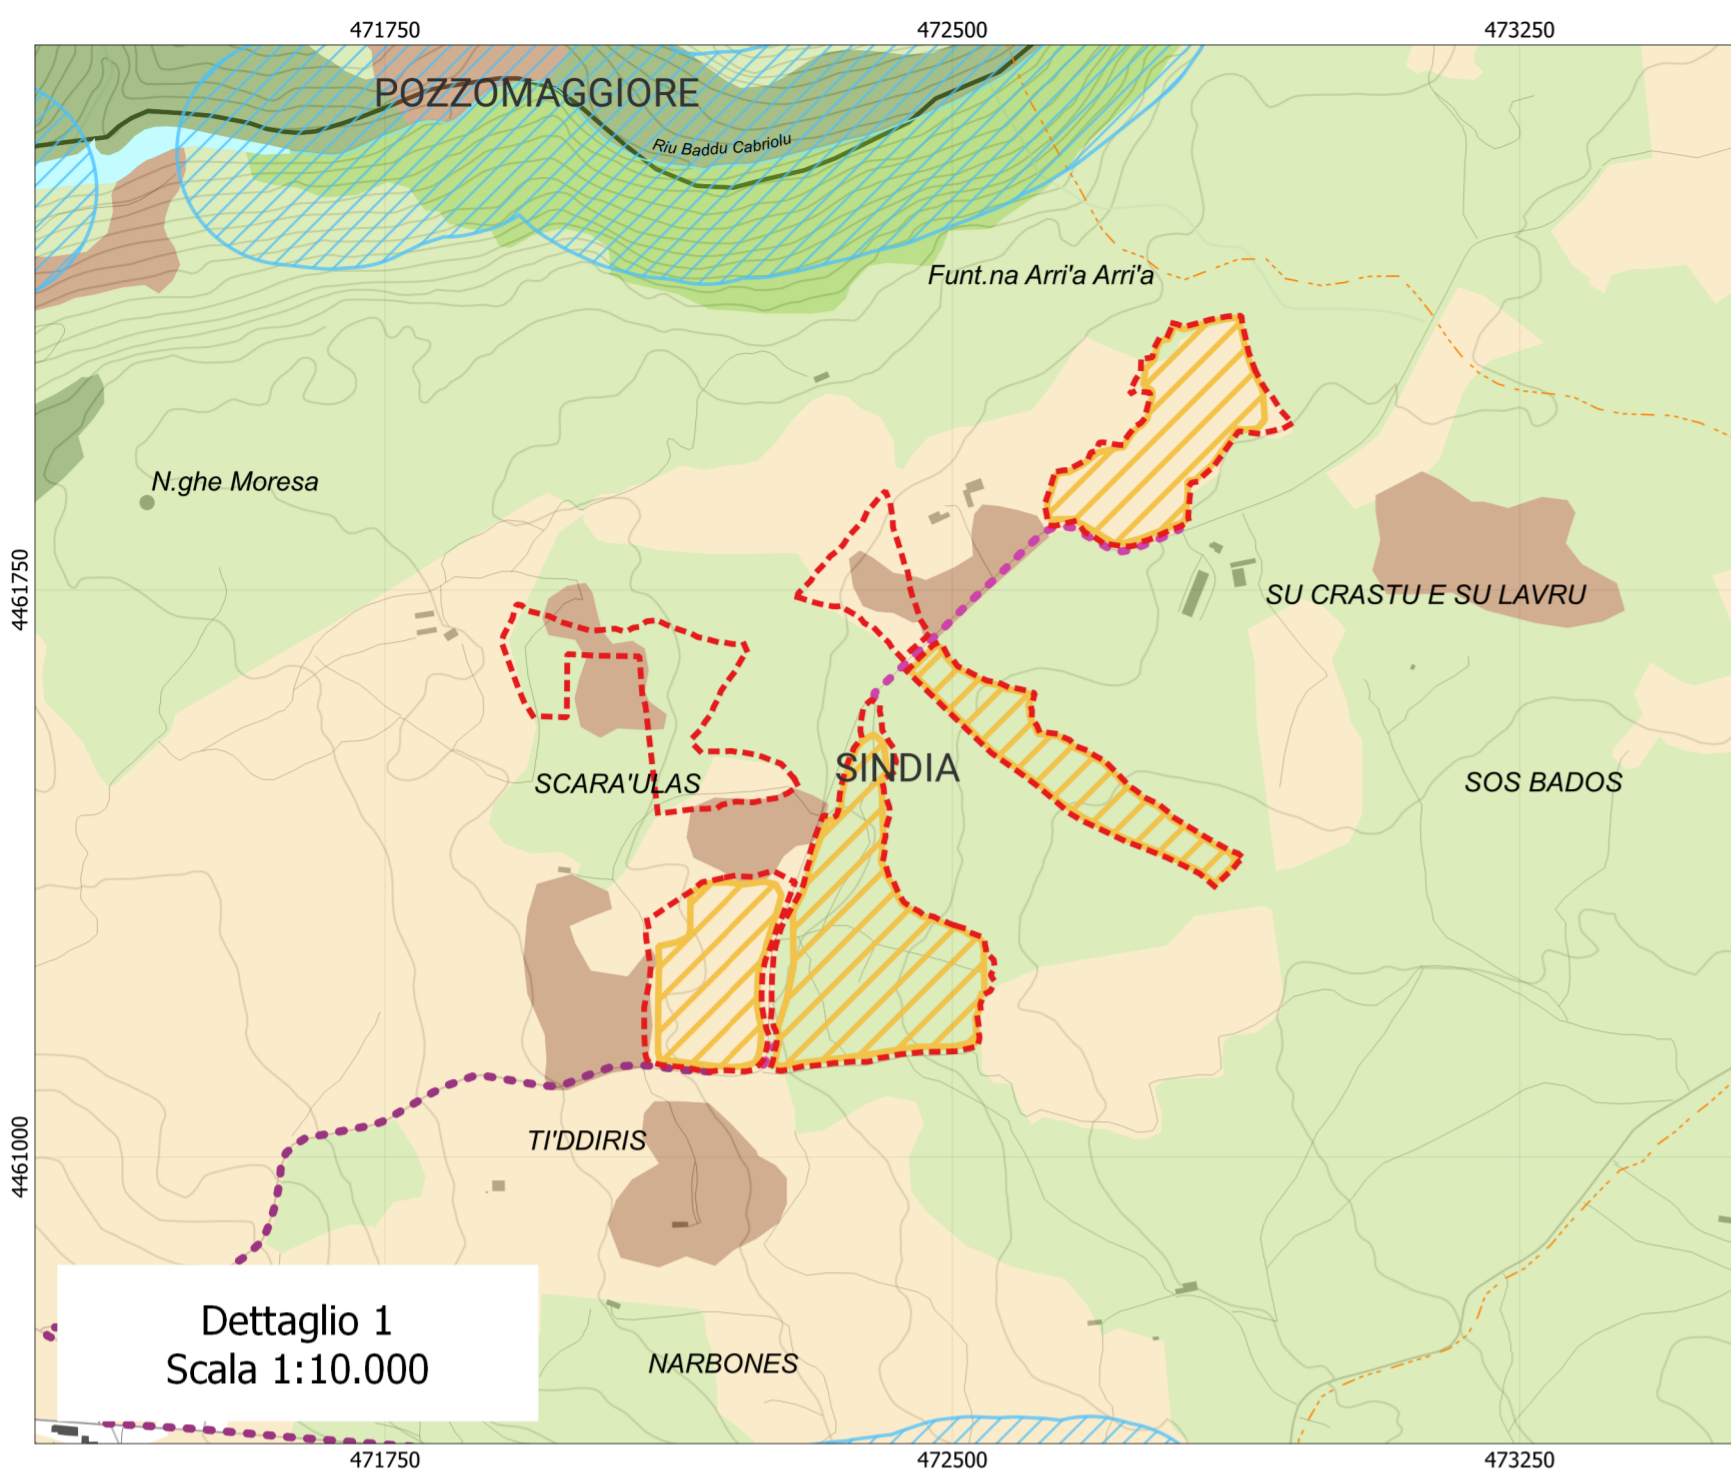 471750
472500
473250
POZZOMAGGIORE
Riu Baddu Cabriolu
Funt.na Arri'a Arri'a
N.ghe Moresa
4461750
SU CRASTU E SU LAVRU
SCARA'ULAS
SINDIA
SOS BADOS
4461000
TI'DDIRIS
Dettaglio 1
Scala 1:10.000
NARBONES
471750
472500
473250